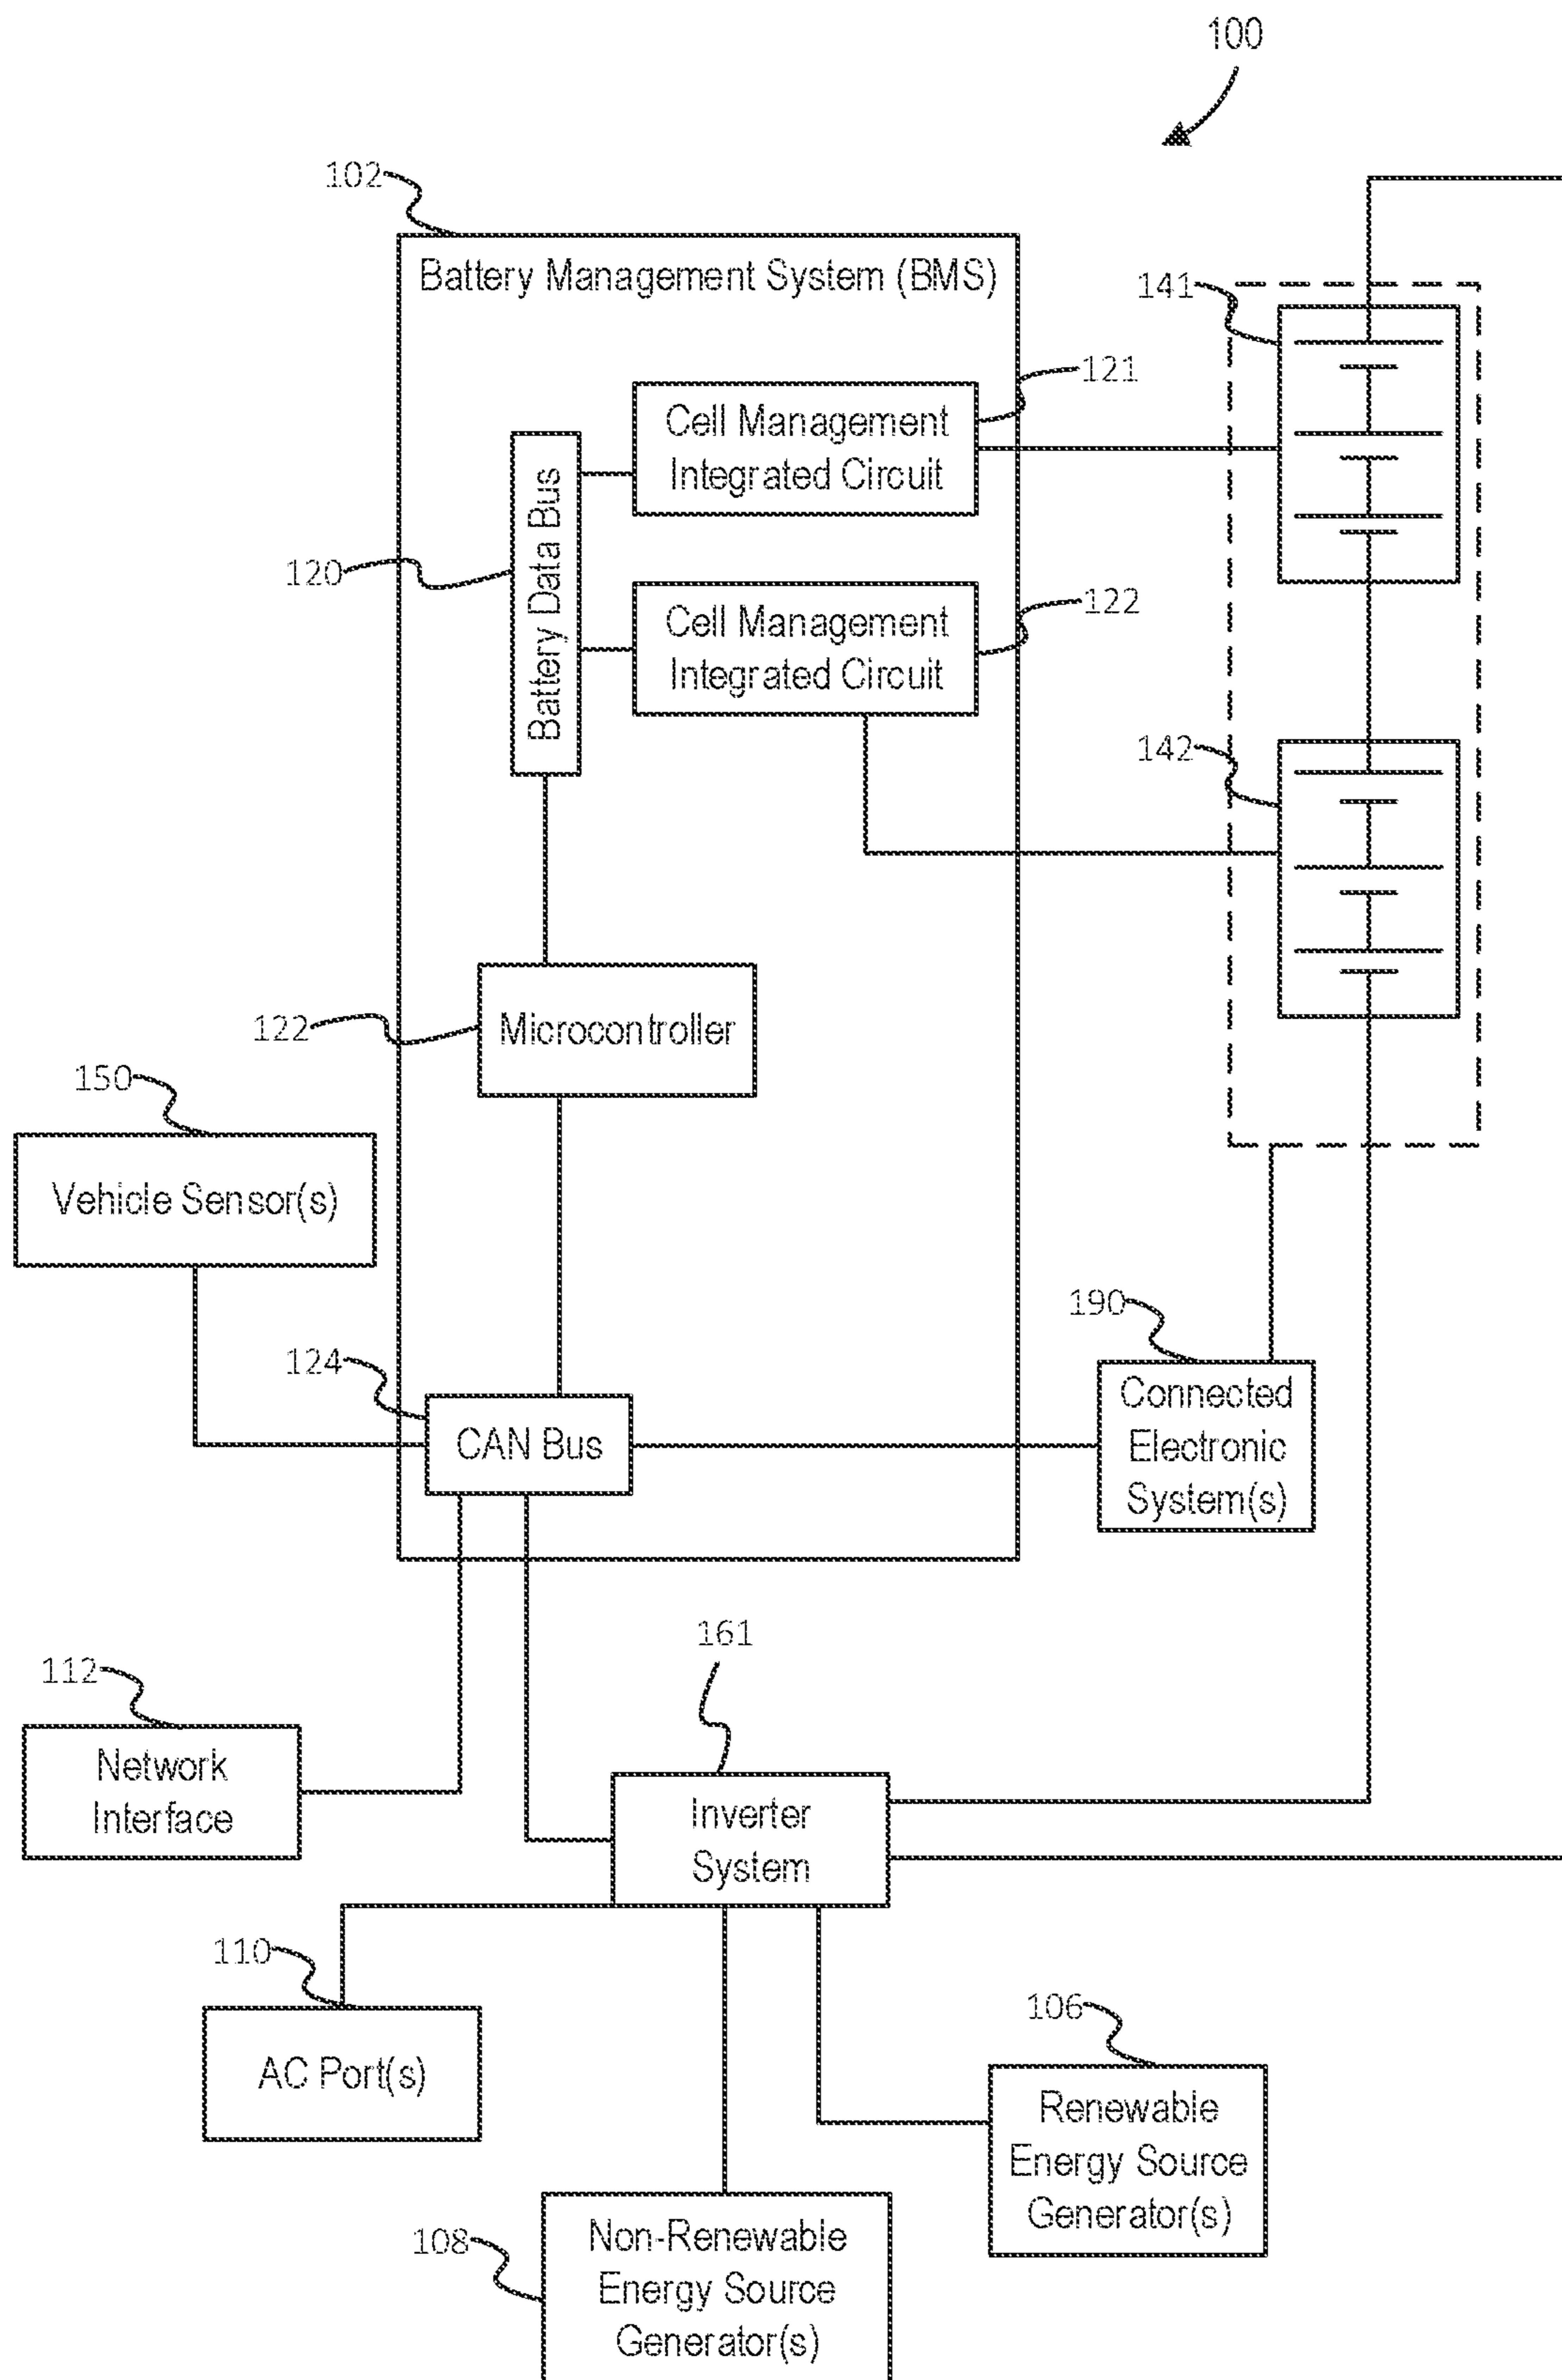 100
102
Battery Management System (BMS)
141
121
Cell Management
Integrated Circuit
Battery Data Bus
120
122
Cell Management
Integrated Circuit
142
122
Microcontroller
150
Vehicle Sensor(s)
190
124
CAN Bus
Connected
Electronic
System(s)
161
112
Network
Interface
Inverter
System
110
AC Port(s)
106
Renewable
Energy Source
Generator(s)
108
Non-Renewable
Energy Source
Generator(s)